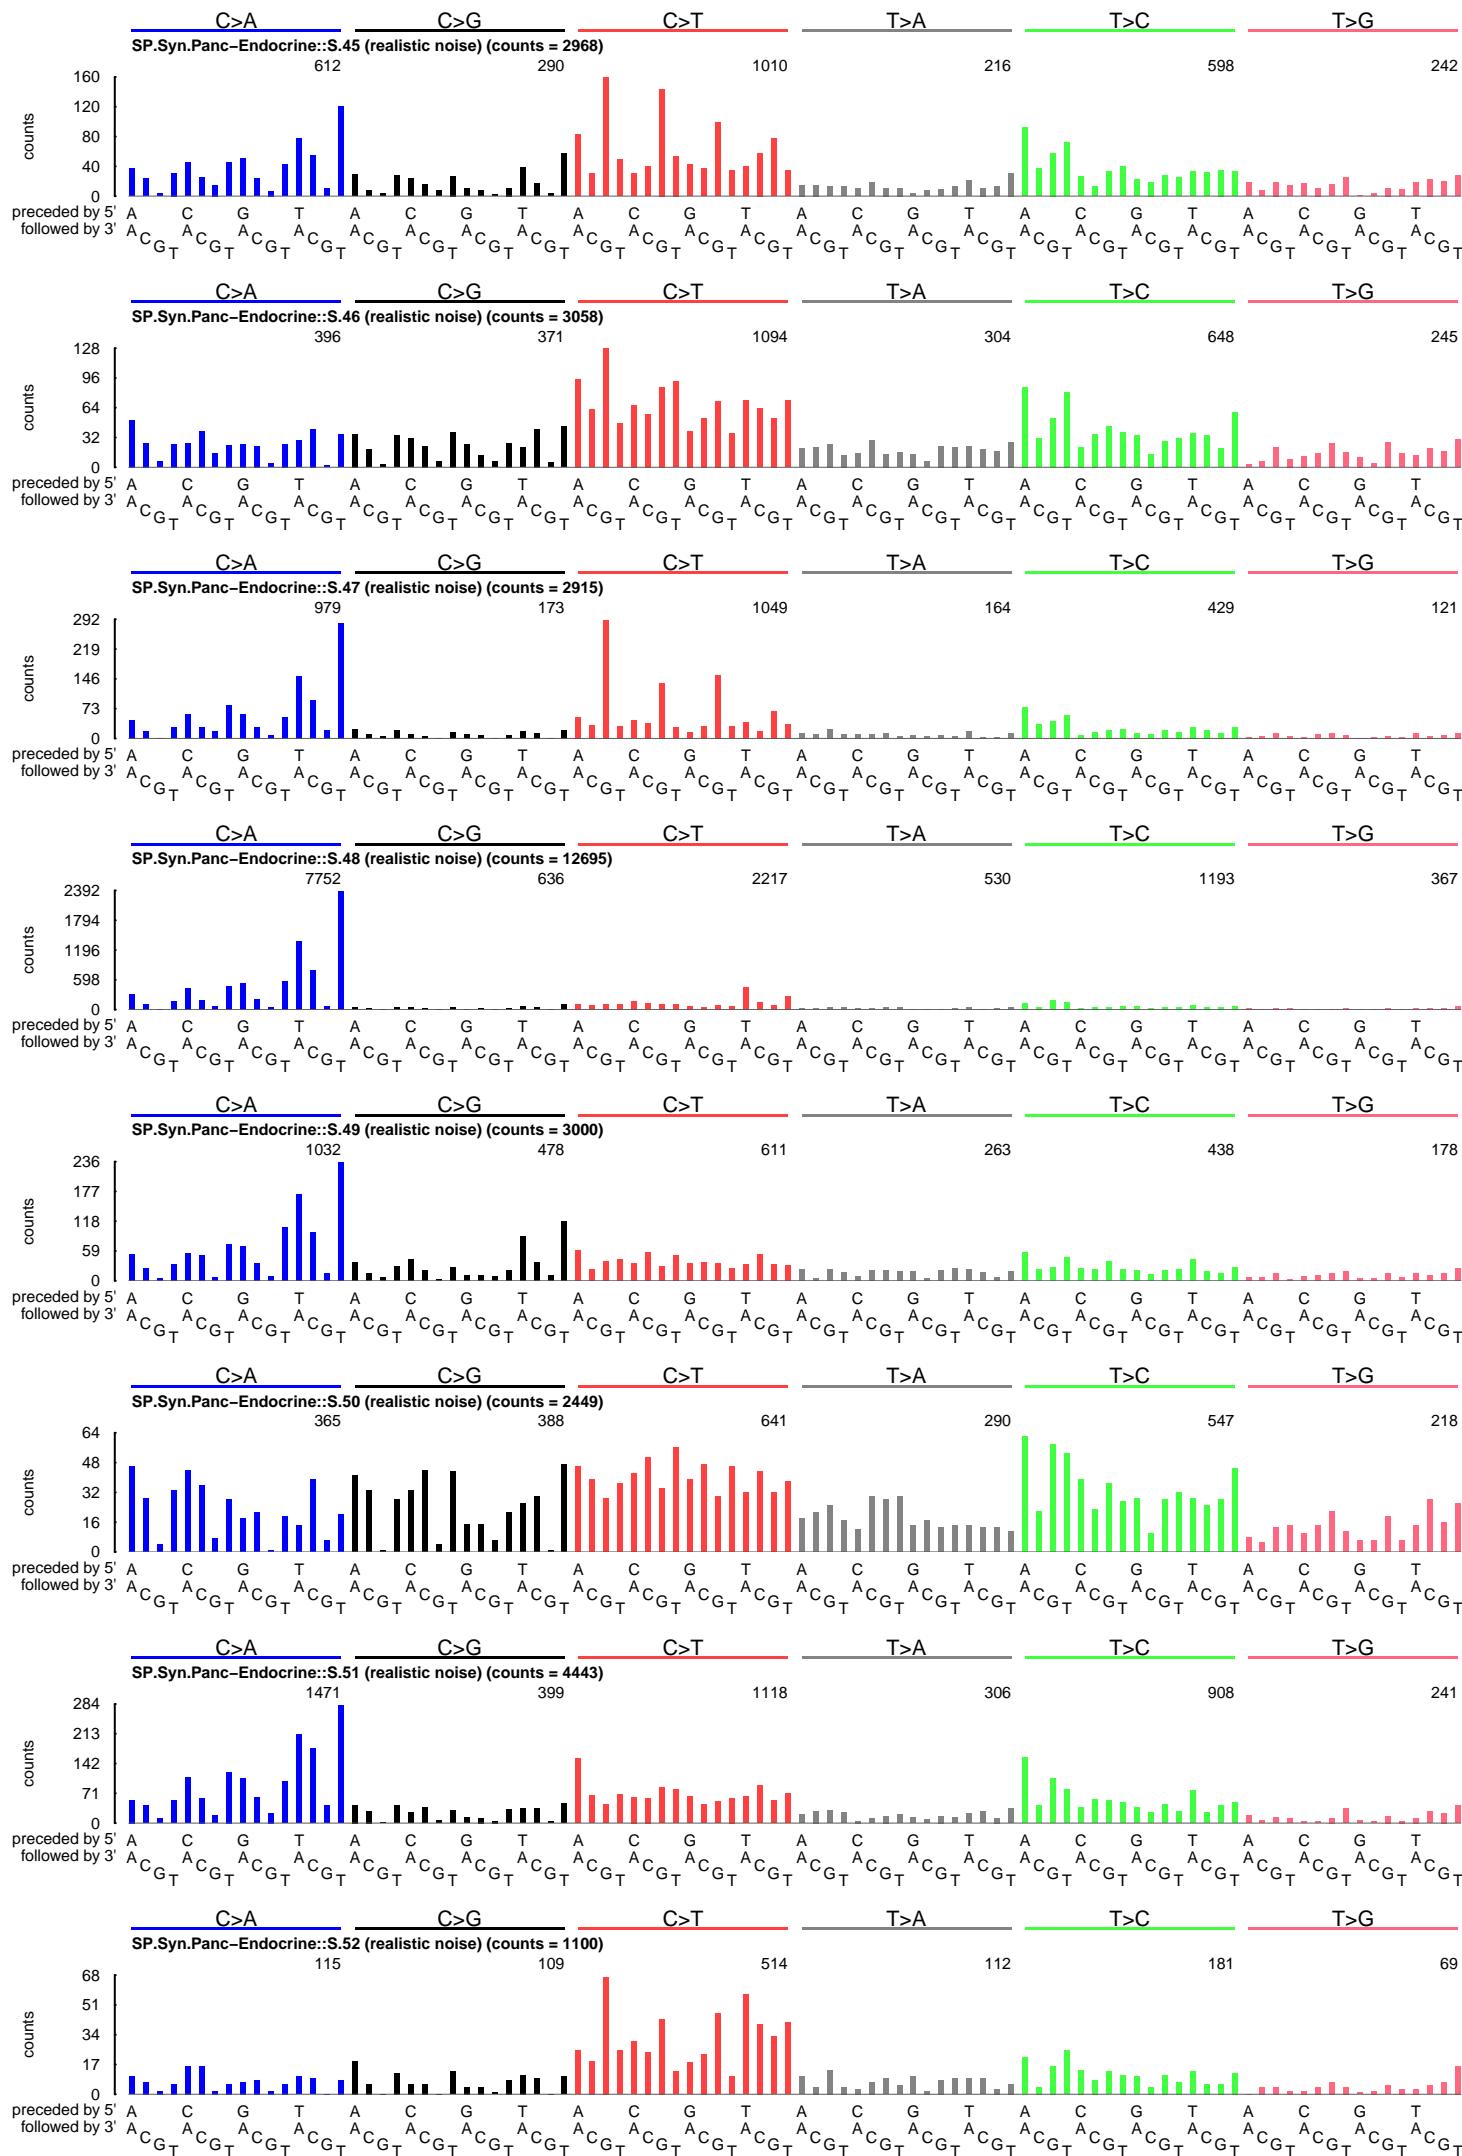 C>A C>G C>T T>A T>C T>G
SP.Syn.Panc−Endocrine::S.45 (realistic noise) (counts = 2968)
612 290 1010 216 598 242
160
120
80
40
0
counts
preceded by 5' A C G T A C G T A C G T A C G T A C G T A C G T
followed by 3' A C G T A C G T A C G T A C G T A C G T A C G T A C G T A C G T A C G T A C G T A C G T A C G T A C G T A C G T A C G T A C G T A C G T A C G T A C G T A C G T A C G T A C G T A C G T A C G T
C>A C>G C>T T>A T>C T>G
SP.Syn.Panc−Endocrine::S.46 (realistic noise) (counts = 3058)
396 371 1094 304 648 245
128
96
64
32
0
counts
preceded by 5' A C G T A C G T A C G T A C G T A C G T A C G T
followed by 3' A C G T A C G T A C G T A C G T A C G T A C G T A C G T A C G T A C G T A C G T A C G T A C G T A C G T A C G T A C G T A C G T A C G T A C G T A C G T A C G T A C G T A C G T A C G T A C G T
C>A C>G C>T T>A T>C T>G
SP.Syn.Panc−Endocrine::S.47 (realistic noise) (counts = 2915)
979 173 1049 164 429 121
292
219
146
73
0
counts
preceded by 5' A C G T A C G T A C G T A C G T A C G T A C G T
followed by 3' A C G T A C G T A C G T A C G T A C G T A C G T A C G T A C G T A C G T A C G T A C G T A C G T A C G T A C G T A C G T A C G T A C G T A C G T A C G T A C G T A C G T A C G T A C G T A C G T
C>A C>G C>T T>A T>C T>G
SP.Syn.Panc−Endocrine::S.48 (realistic noise) (counts = 12695)
7752 636 2217 530 1193 367
2392
1794
1196
598
0
counts
preceded by 5' A C G T A C G T A C G T A C G T A C G T A C G T
followed by 3' A C G T A C G T A C G T A C G T A C G T A C G T A C G T A C G T A C G T A C G T A C G T A C G T A C G T A C G T A C G T A C G T A C G T A C G T A C G T A C G T A C G T A C G T A C G T A C G T
C>A C>G C>T T>A T>C T>G
SP.Syn.Panc−Endocrine::S.49 (realistic noise) (counts = 3000)
1032 478 611 263 438 178
236
177
118
59
0
counts
preceded by 5' A C G T A C G T A C G T A C G T A C G T A C G T
followed by 3' A C G T A C G T A C G T A C G T A C G T A C G T A C G T A C G T A C G T A C G T A C G T A C G T A C G T A C G T A C G T A C G T A C G T A C G T A C G T A C G T A C G T A C G T A C G T A C G T
C>A C>G C>T T>A T>C T>G
SP.Syn.Panc−Endocrine::S.50 (realistic noise) (counts = 2449)
365 388 641 290 547 218
64
48
32
16
0
counts
preceded by 5' A C G T A C G T A C G T A C G T A C G T A C G T
followed by 3' A C G T A C G T A C G T A C G T A C G T A C G T A C G T A C G T A C G T A C G T A C G T A C G T A C G T A C G T A C G T A C G T A C G T A C G T A C G T A C G T A C G T A C G T A C G T A C G T
C>A C>G C>T T>A T>C T>G
SP.Syn.Panc−Endocrine::S.51 (realistic noise) (counts = 4443)
1471 399 1118 306 908 241
284
213
142
71
0
counts
preceded by 5' A C G T A C G T A C G T A C G T A C G T A C G T
followed by 3' A C G T A C G T A C G T A C G T A C G T A C G T A C G T A C G T A C G T A C G T A C G T A C G T A C G T A C G T A C G T A C G T A C G T A C G T A C G T A C G T A C G T A C G T A C G T A C G T
C>A C>G C>T T>A T>C T>G
SP.Syn.Panc−Endocrine::S.52 (realistic noise) (counts = 1100)
115 109 514 112 181 69
68
51
34
17
0
counts
preceded by 5' A C G T A C G T A C G T A C G T A C G T A C G T
followed by 3' A C G T A C G T A C G T A C G T A C G T A C G T A C G T A C G T A C G T A C G T A C G T A C G T A C G T A C G T A C G T A C G T A C G T A C G T A C G T A C G T A C G T A C G T A C G T A C G T